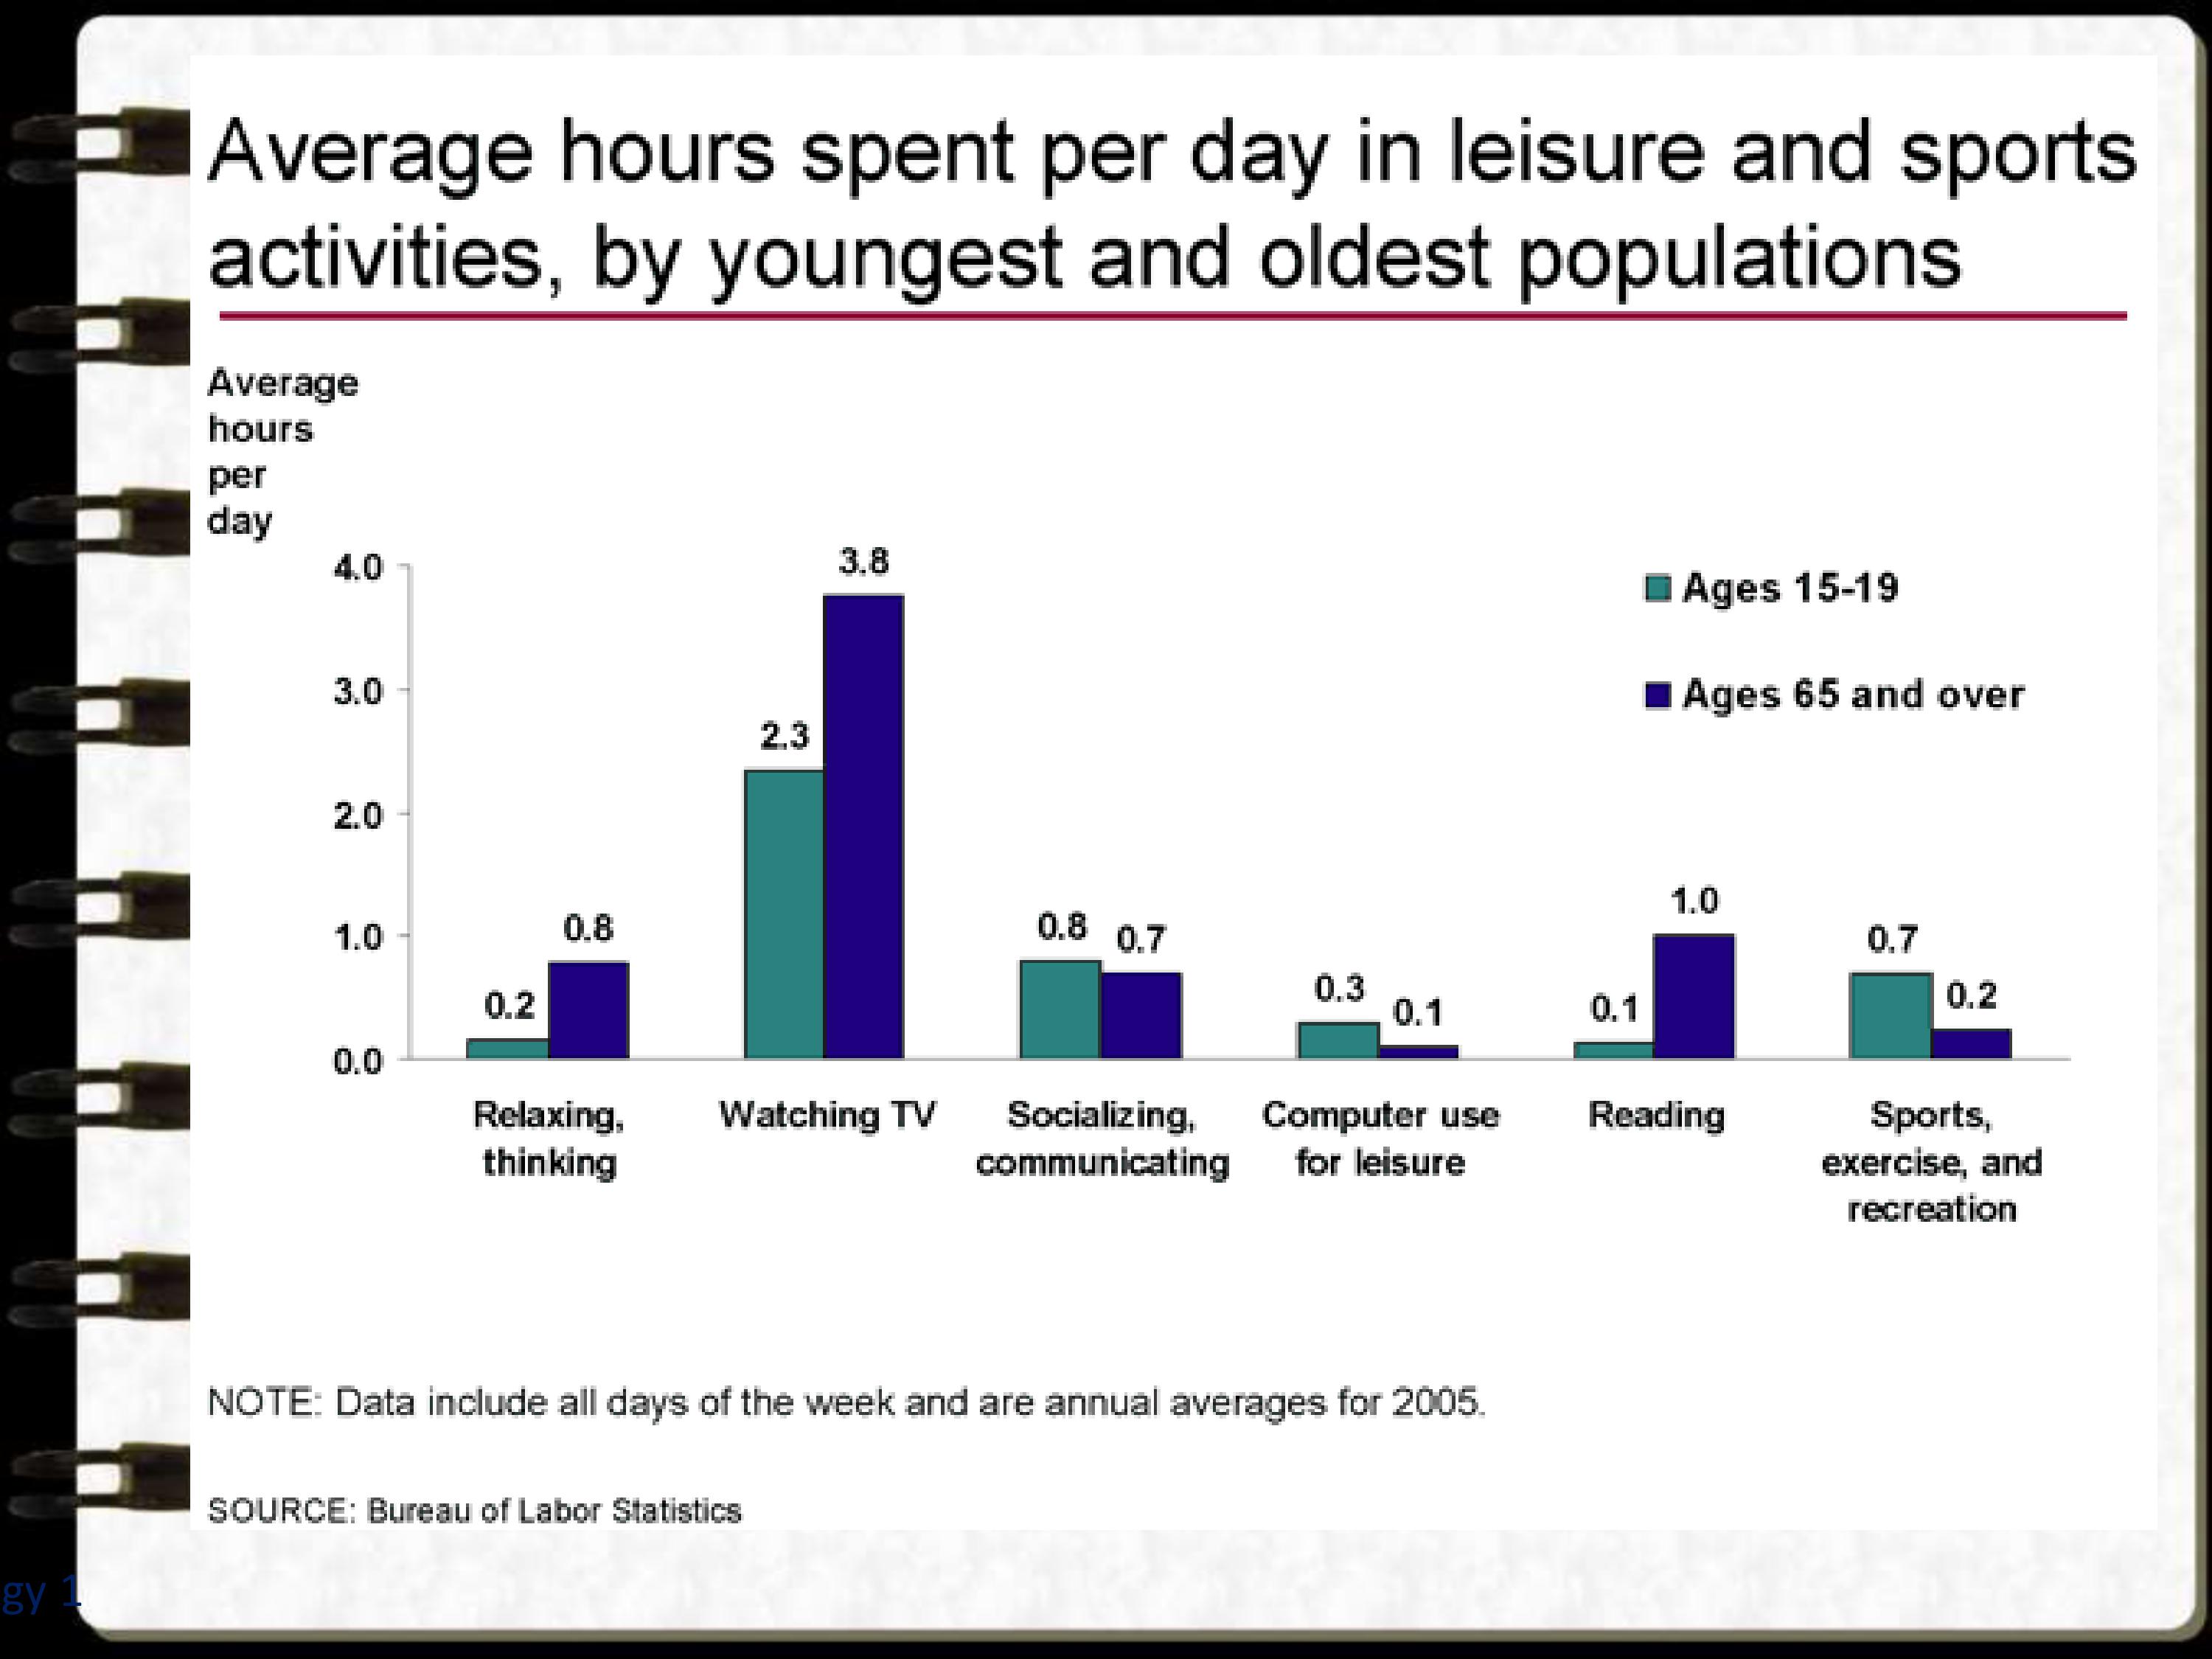 Average hours spent per day in leisure and sports
activities, by youngest and oldest populations
Average
hours
per
day
4.0
3.0
2.0
1.0
0.0
3.8
2.3
0.2
0.8
0.8
0.7
0.3
0.1
0.1
1.0
0.7
0.2
Ages 15-19
Ages 65 and over
Relaxing,
thinking
Watching TV
Socializing,
communicating
Computer use
for leisure
Reading
Sports,
exercise, and
recreation
NOTE: Data include all days of the week and are annual averages for 2005.
SOURCE: Bureau of Labor Statistics
gy 1